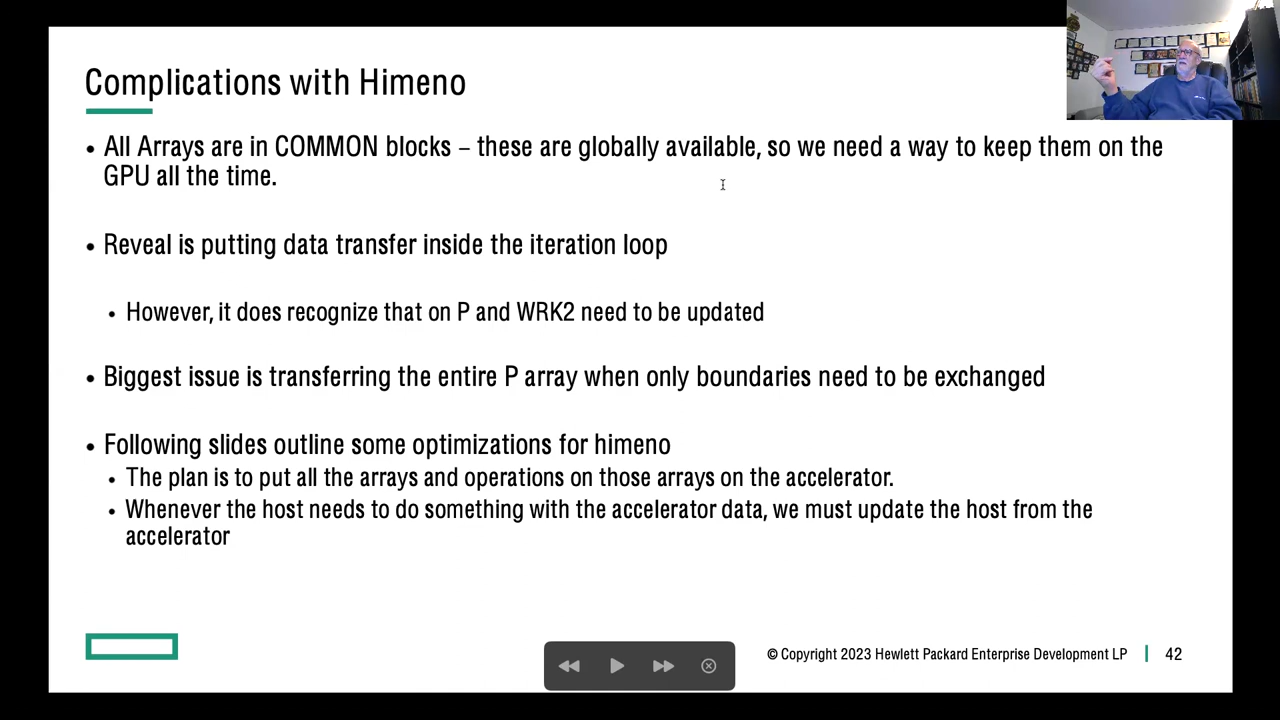 Complications with Himeno
• All Arrays are in COMMON blocks – these are globally available, so we need a way to keep them on the
GPU all the time.
• Reveal is putting data transfer inside the iteration loop
• However, it does recognize that on P and WRK2 need to be updated
• Biggest issue is transferring the entire P array when only boundaries need to be exchanged
• Following slides outline some optimizations for himeno
• The plan is to put all the arrays and operations on those arrays on the accelerator.
• Whenever the host needs to do something with the accelerator data, we must update the host from the
accelerator
© Copyright 2023 Hewlett Packard Enterprise Development LP | 42